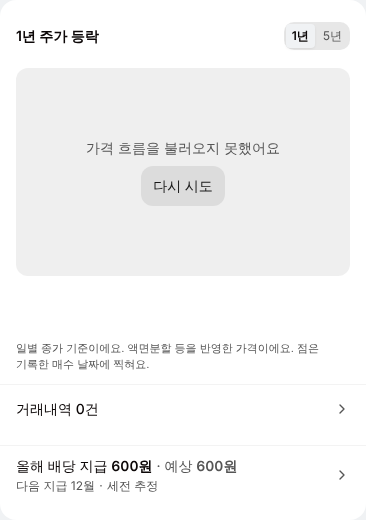 1년 주가 등락
1년 5년
가격 흐름을 불러오지 못했어요
다시 시도
일별 종가 기준이에요. 액면분할 등을 반영한 가격이에요. 점은
기록한 매수 날짜에 찍혀요.
거래내역 0건
올해 배당 지급 600원 · 예상 600원
다음 지급 12월 · 세전 추정